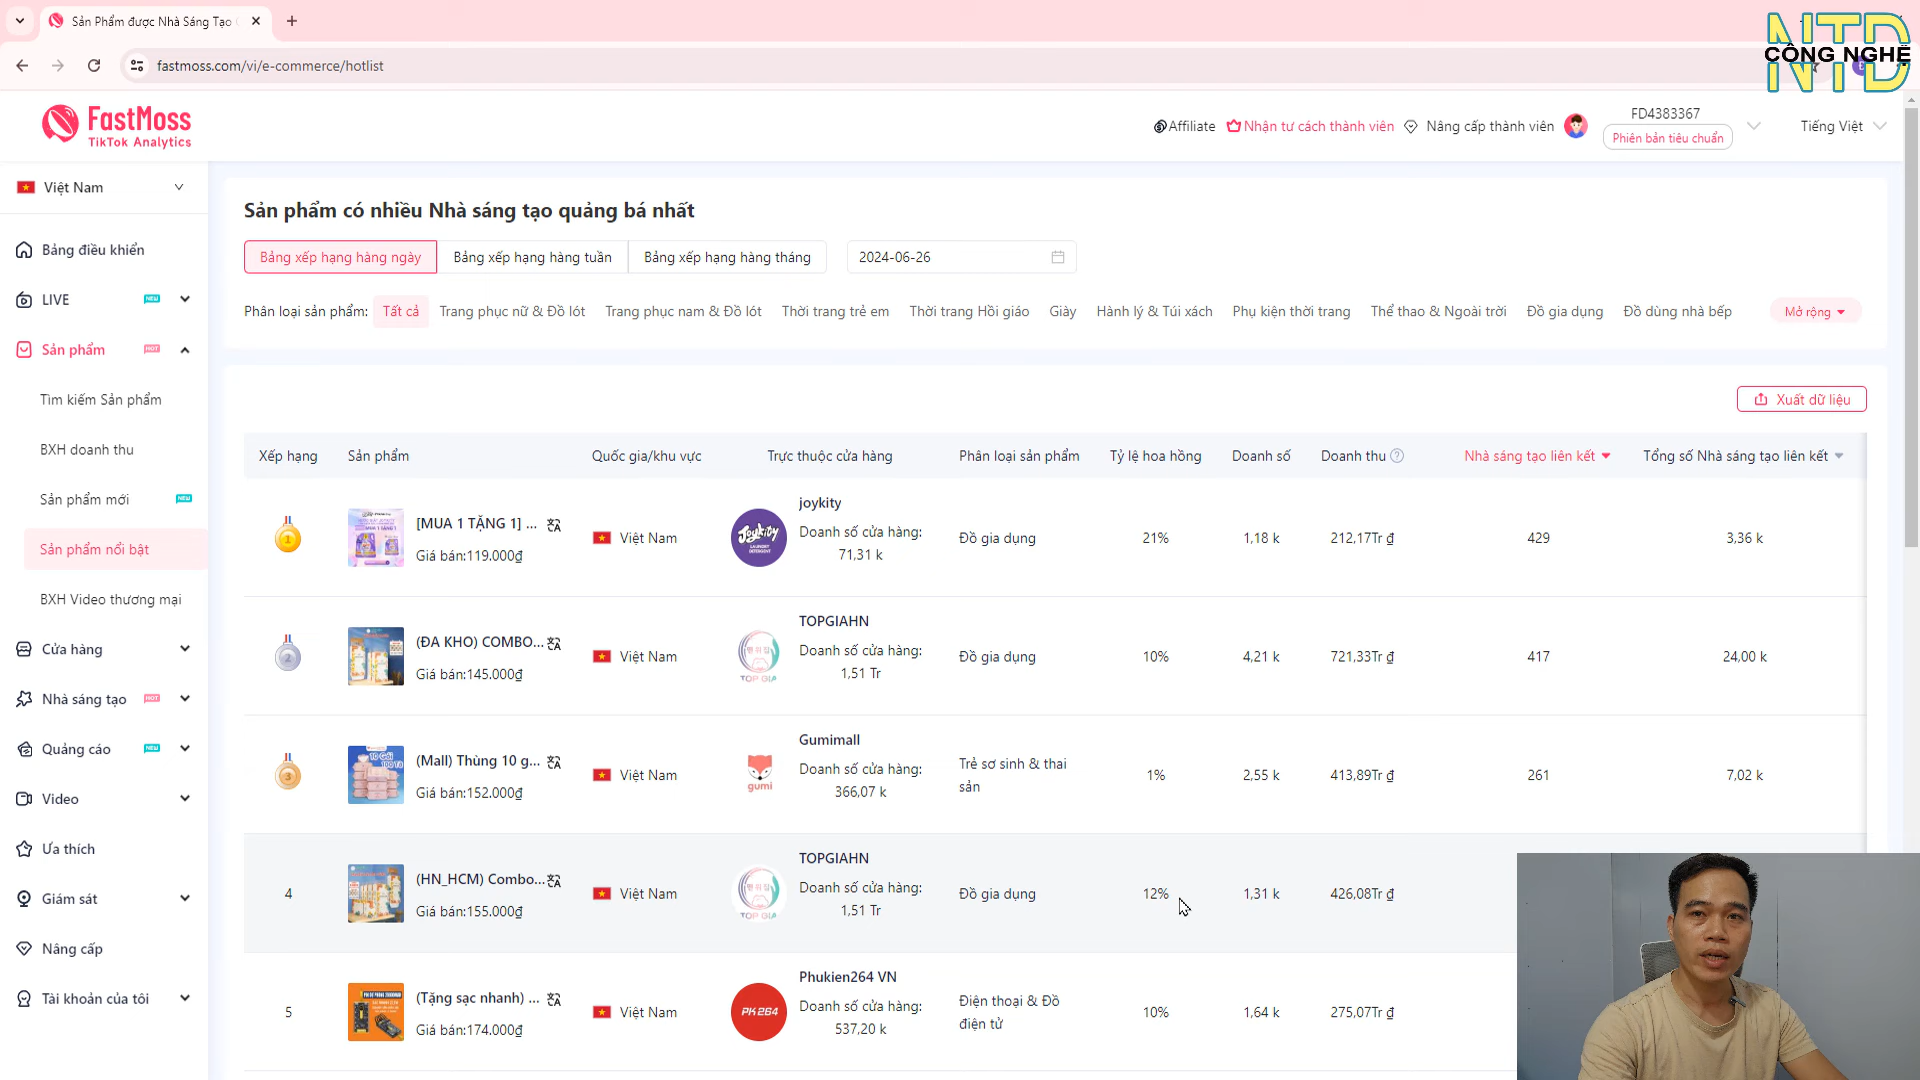 Sản Phẩm được Nhà Sáng Tạo
NTD
CÔNG NGHỆ
fastmoss.com/vi/e-commerce/hotlist
FastMoss
TikTok Analytics
Affiliate
Nhận tư cách thành viên
Nâng cấp thành viên
FD4383367
Phiên bản tiêu chuẩn
Tiếng Việt
Việt Nam
Bảng điều khiển
LIVE NEW
Sản phẩm HOT
Tìm kiếm Sản phẩm
BXH doanh thu
Sản phẩm mới NEW
Sản phẩm nổi bật
BXH Video thương mại
Cửa hàng
Nhà sáng tạo HOT
Quảng cáo NEW
Video
Ưa thích
Giám sát
Nâng cấp
Tài khoản của tôi
Sản phẩm có nhiều Nhà sáng tạo quảng bá nhất
Bảng xếp hạng hàng ngày Bảng xếp hạng hàng tuần Bảng xếp hạng hàng tháng 2024-06-26
Phân loại sản phẩm: Tất cả Trang phục nữ & Đồ lót Trang phục nam & Đồ lót Thời trang trẻ em Thời trang Hồi giáo Giày Hành lý & Túi xách Phụ kiện thời trang Thể thao & Ngoài trời Đồ gia dụng Đồ dùng nhà bếp Mở rộng
Xuất dữ liệu
Xếp hạng Sản phẩm Quốc gia/khu vực Trực thuộc cửa hàng Phân loại sản phẩm Tỷ lệ hoa hồng Doanh số Doanh thu Nhà sáng tạo liên kết Tổng số Nhà sáng tạo liên kết
1
[MUA 1 TẶNG 1] ...
Giá bán:119.000₫
Việt Nam
joykity
Doanh số cửa hàng:
71,31 k
Đồ gia dụng 21% 1,18 k 212,17Tr ₫ 429 3,36 k
2
(ĐA KHO) COMBO...
Giá bán:145.000₫
Việt Nam
TOP GIA
TOPGIAHN
Doanh số cửa hàng:
1,51 Tr
Đồ gia dụng 10% 4,21 k 721,33Tr ₫ 417 24,00 k
3
(Mall) Thùng 10 g...
Giá bán:152.000₫
Việt Nam
gumi
Gumimall
Doanh số cửa hàng:
366,07 k
Trẻ sơ sinh & thai
sản
1% 2,55 k 413,89Tr ₫ 261 7,02 k
4
(HN_HCM) Combo...
Giá bán:155.000₫
Việt Nam
TOP GIA
TOPGIAHN
Doanh số cửa hàng:
1,51 Tr
Đồ gia dụng 12% 1,31 k 426,08Tr ₫
5
(Tặng sạc nhanh) ...
Giá bán:174.000₫
Việt Nam
PK264
Phukien264 VN
Doanh số cửa hàng:
537,20 k
Điện thoại & Đồ
điện tử
10% 1,64 k 275,07Tr ₫